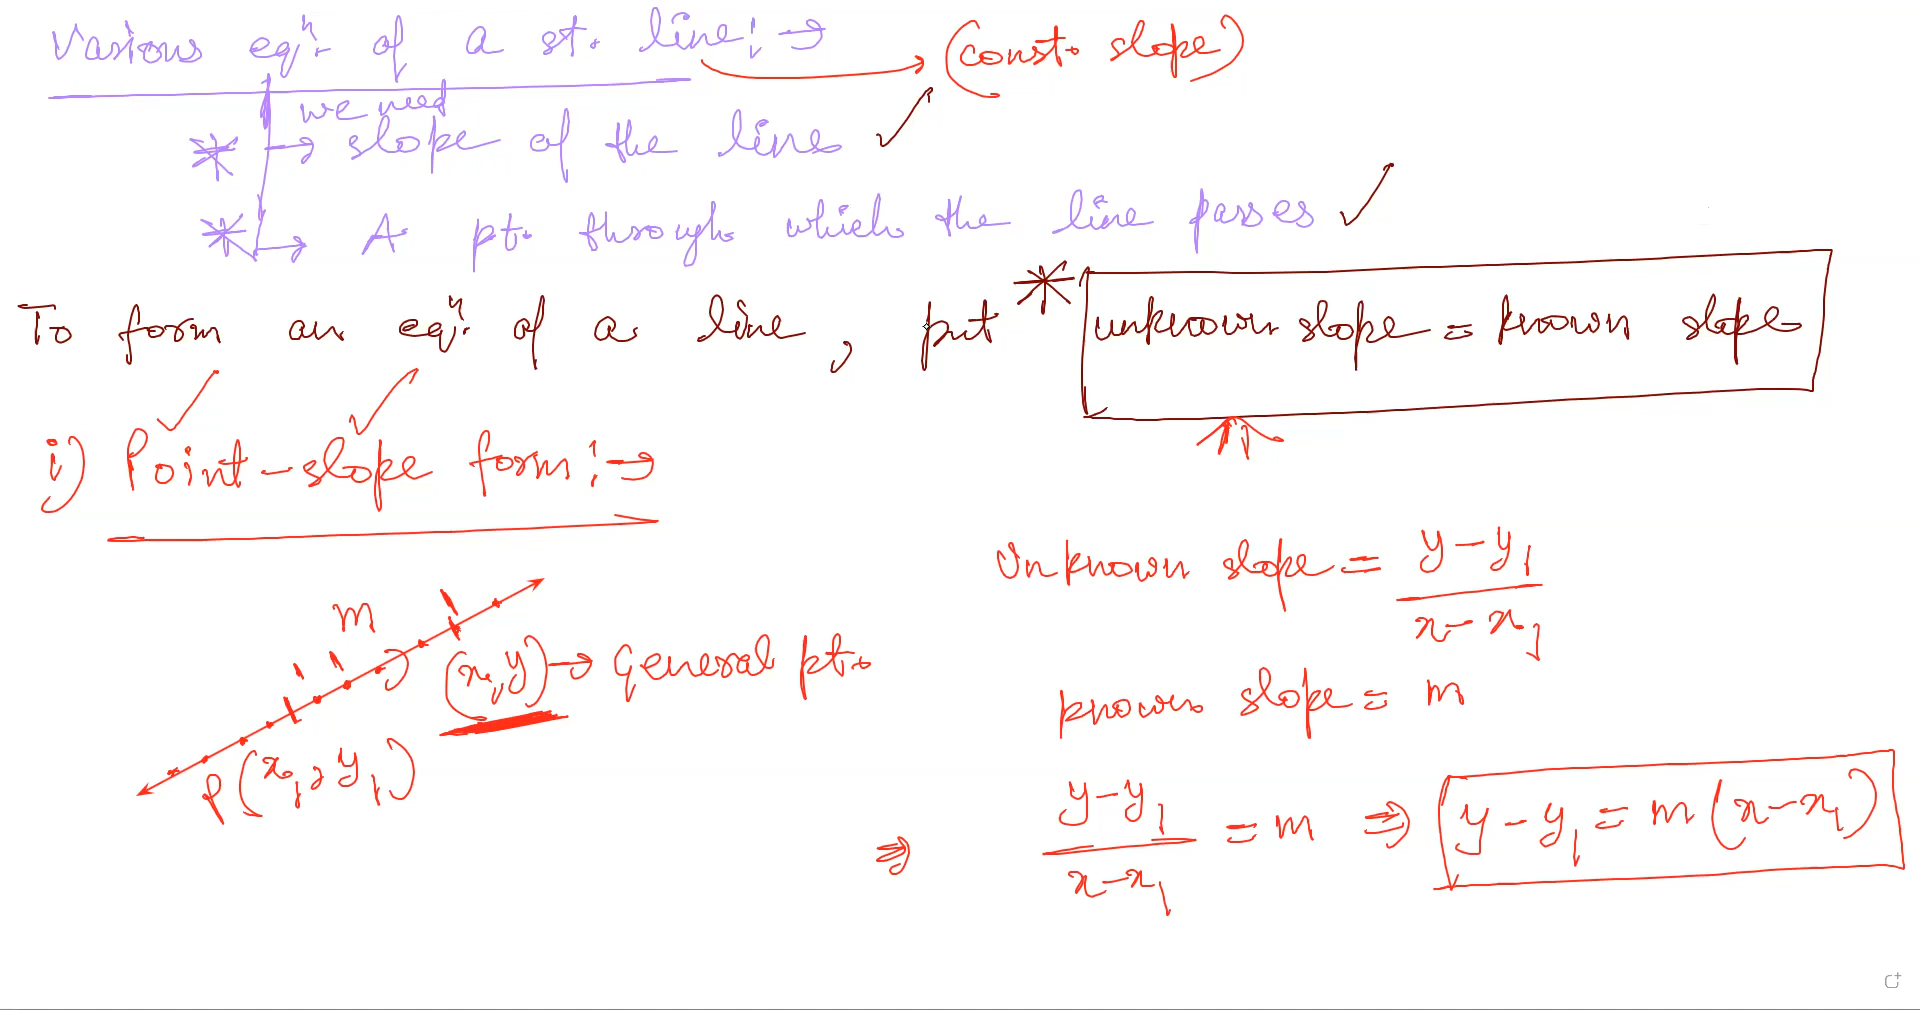 Various eqⁿ. of a st. line:→ (const. slope)
we need
* → slope of the line ✓
* → A pt. through which the line passes ✓
To form an eqⁿ. of a line, put * unknown slope = known slope
i) Point-slope form:→
Unknown slope = (y-y₁)/(x-x₁)
m
(x,y)→ General pt.
known slope = m
P(x₁,y₁)
⇒ (y-y₁)/(x-x₁) = m ⇒ y-y₁ = m(x-x₁)